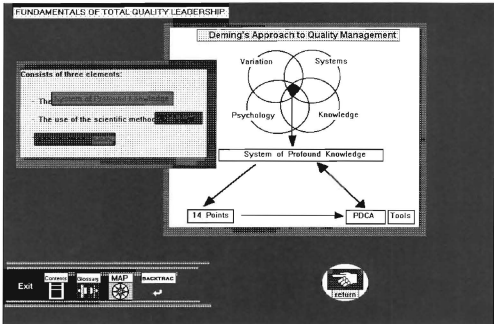 FUNDAMENTALS OF TOTAL QUALITY LEADERSHIP
Deming's Approach to Quality Management
Variation
Systems
Psychology
Knowledge
System of Profound Knowledge
14 Points
PDCA
Tools
Consists of three elements:
- The System of Profound Knowledge
- The use of the scientific method
Exit
Contents
Glossary
MAP
BACKTRAC
return